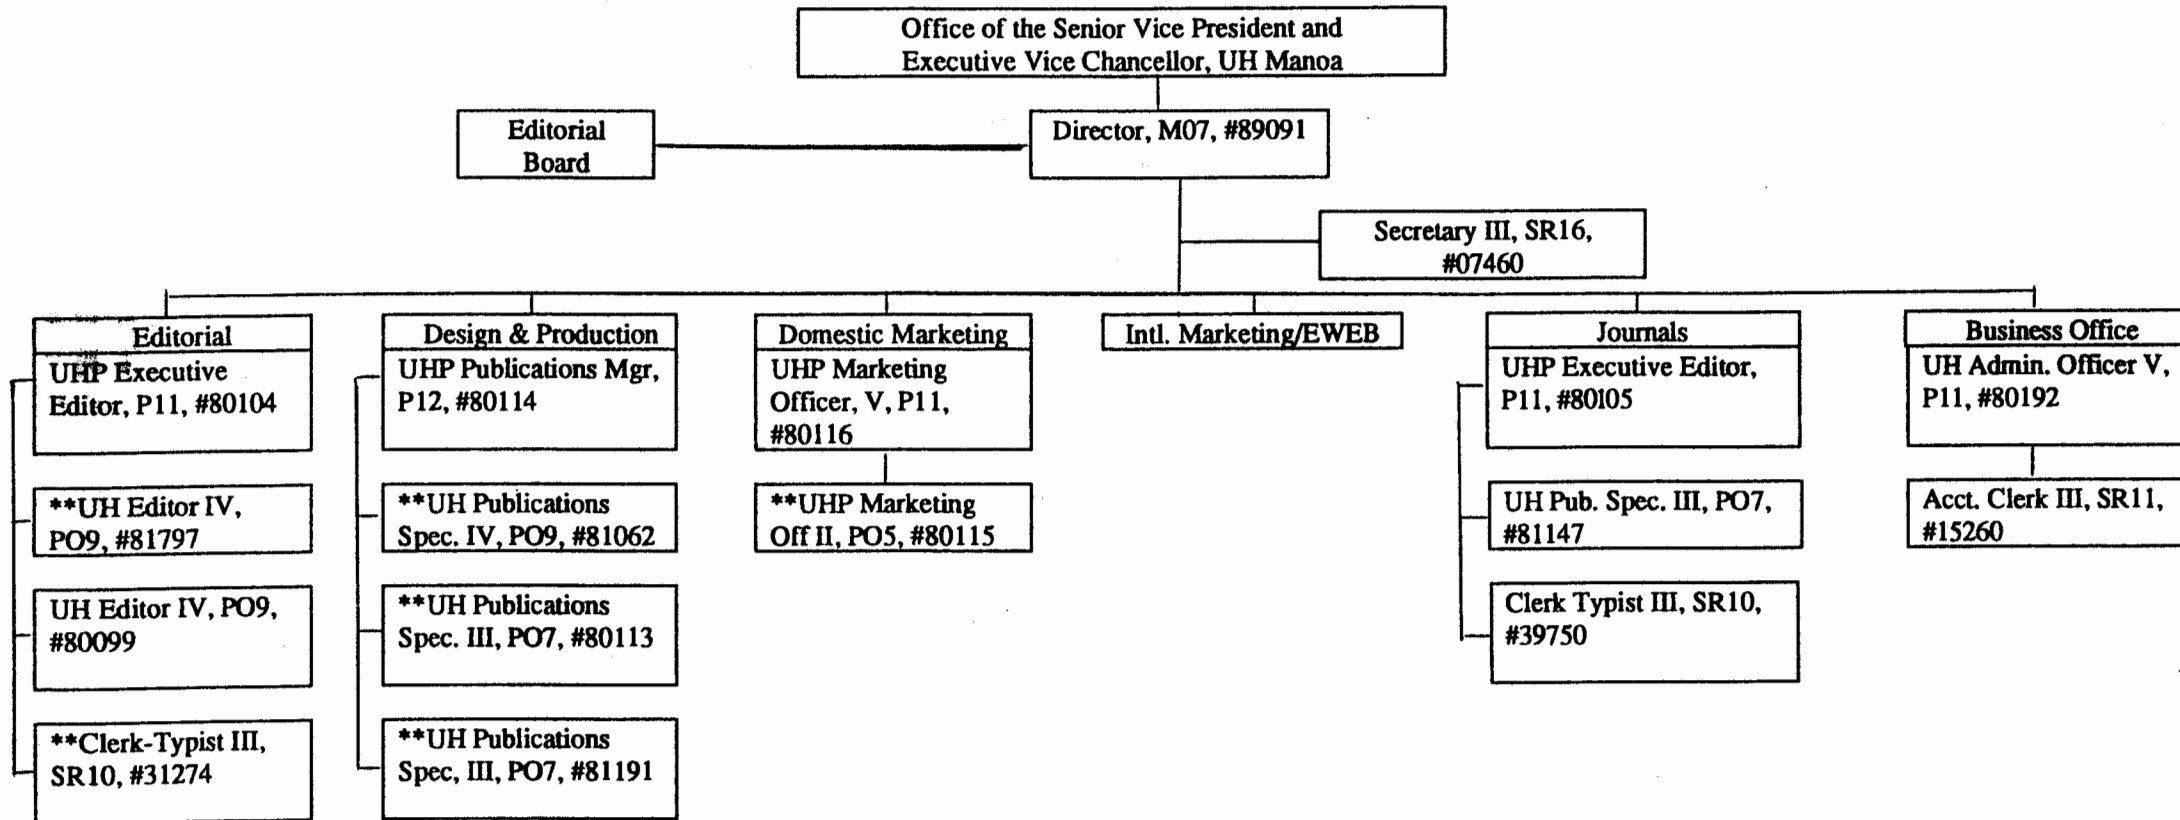 Office of the Senior Vice President and
Executive Vice Chancellor, UH Manoa
Editorial
Board
Director, M07, #89091
Secretary III, SR16,
#07460
Editorial
UHP Executive
Editor, P11, #80104
**UH Editor IV,
PO9, #81797
UH Editor IV, PO9,
#80099
**Clerk-Typist III,
SR10, #31274
Design & Production
UHP Publications Mgr,
P12, #80114
**UH Publications
Spec. IV, PO9, #81062
**UH Publications
Spec. III, PO7, #80113
**UH Publications
Spec, III, PO7, #81191
Domestic Marketing
UHP Marketing
Officer, V, P11,
#80116
**UHP Marketing
Off II, PO5, #80115
Intl. Marketing/EWEB
Journals
UHP Executive Editor,
P11, #80105
UH Pub. Spec. III, PO7,
#81147
Clerk Typist III, SR10,
#39750
Business Office
UH Admin. Officer V,
P11, #80192
Acct. Clerk III, SR11,
#15260